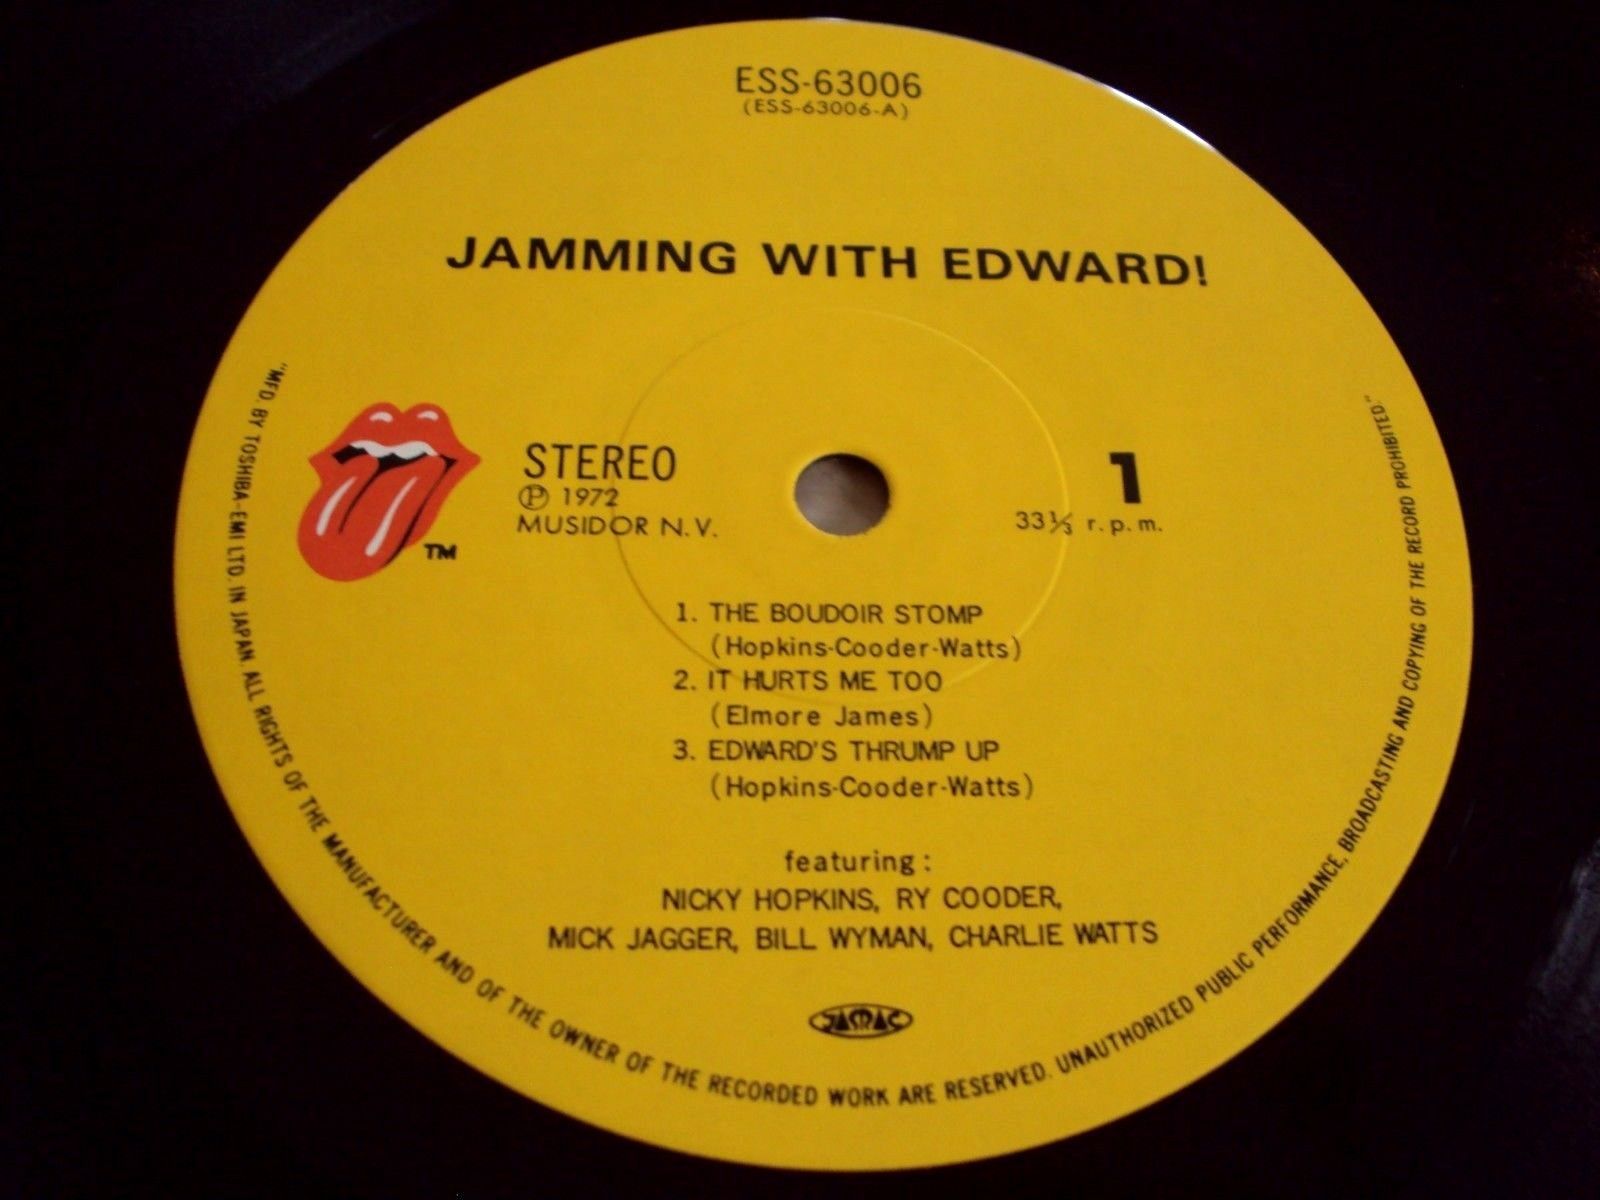 ESS-63006
(ESS-63006-A)
JAMMING WITH EDWARD!
STEREO
Ⓟ 1972
MUSIDOR N.V.
TM
1
33⅓ r.p.m.
1. THE BOUDOIR STOMP
(Hopkins-Cooder-Watts)
2. IT HURTS ME TOO
(Elmore James)
3. EDWARD'S THRUMP UP
(Hopkins-Cooder-Watts)
featuring:
NICKY HOPKINS, RY COODER,
MICK JAGGER, BILL WYMAN, CHARLIE WATTS
JASRAC
"MFD. BY TOSHIBA-EMI LTD. IN JAPAN. ALL RIGHTS OF THE MANUFACTURER AND OF THE OWNER OF THE RECORDED WORK ARE RESERVED. UNAUTHORIZED PUBLIC PERFORMANCE, BROADCASTING AND COPYING OF THE RECORD PROHIBITED."